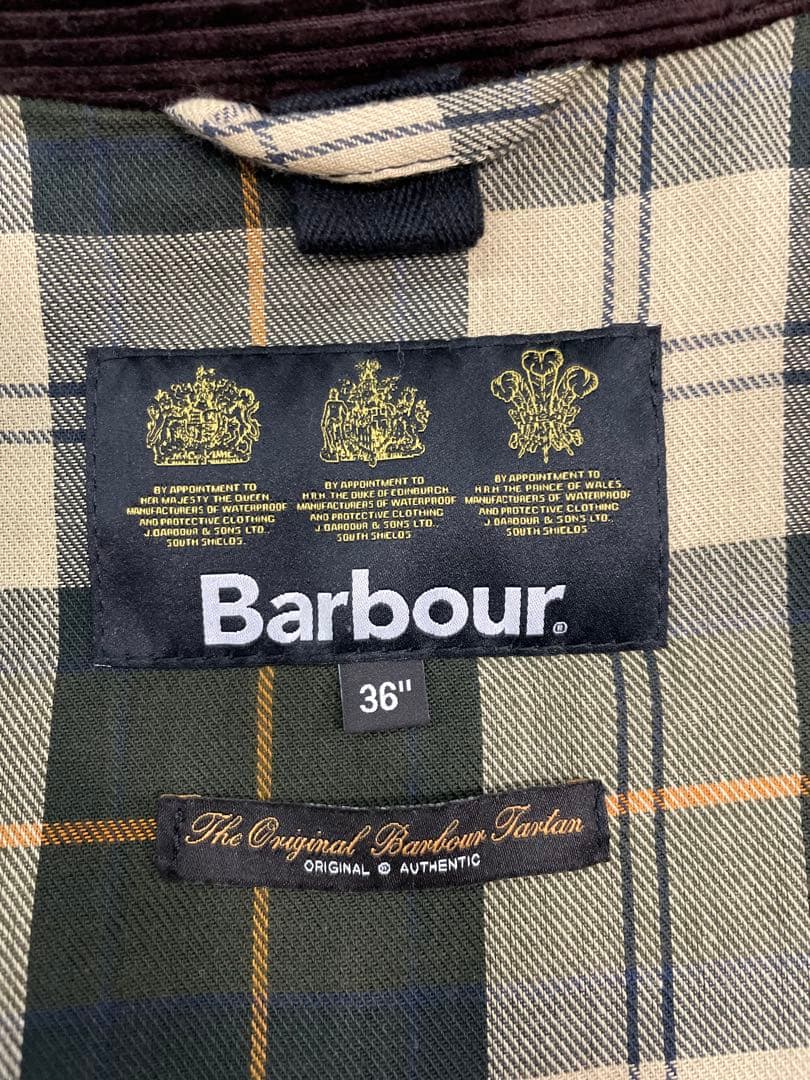 BY APPOINTMENT TO
HER MAJESTY THE QUEEN
MANUFACTURERS OF WATERPROOF
AND PROTECTIVE CLOTHING
J. BARBOUR & SONS LTD.,
SOUTH SHIELDS.
BY APPOINTMENT TO
H.R.H. THE DUKE OF EDINBURGH
MANUFACTURERS OF WATERPROOF
AND PROTECTIVE CLOTHING
J. BARBOUR & SONS LTD.,
SOUTH SHIELDS
BY APPOINTMENT TO
H.R.H. THE PRINCE OF WALES
MANUFACTURERS OF WATERPROOF
AND PROTECTIVE CLOTHING
J. BARBOUR & SONS LTD.,
SOUTH SHIELDS
Barbour®
36"
The Original Barbour Tartan
ORIGINAL AUTHENTIC